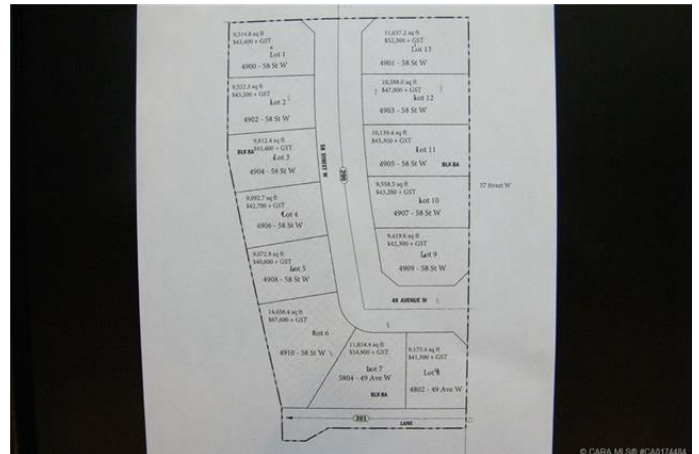 9,514.8 sq ft
$43,400 + GST
Lot 1
4900 - 58 St W
9,522.3 sq ft
$43,200 + GST
Lot 2
4902 - 58 St W
9,612.4 sq ft
$43,400 + GST
BLK 8A
Lot 3
4904 - 58 St W
9,092.7 sq ft
$42,700 + GST
Lot 4
4906 - 58 St W
9,072.8 sq ft
$40,600 + GST
Lot 5
4908 - 58 St W
14,656.4 sq ft
$67,600 + GST
Lot 6
4910 - 58 St W
58 STREET W
200
11,637.2 sq ft
$52,300 + GST
Lot 13
4901 - 58 St W
10,388.0 sq ft
$47,000 + GST
Lot 12
4903 - 58 St W
10,139.4 sq ft
$45,300 + GST
Lot 11
4905 - 58 St W
BLK 8A
9,558.5 sq ft
$43,200 + GST
Lot 10
4907 - 58 St W
9,419.6 sq ft
$42,300 + GST
Lot 9
4909 - 58 St W
57 Street W
49 AVENUE W
11,814.4 sq ft
$54,900 + GST
Lot 7
5804 - 49 Ave W
BLK 8A
9,173.4 sq ft
$41,300 + GST
Lot 8
4802 - 49 Ave W
201
LANE
© CARA MLS® #CA0174484